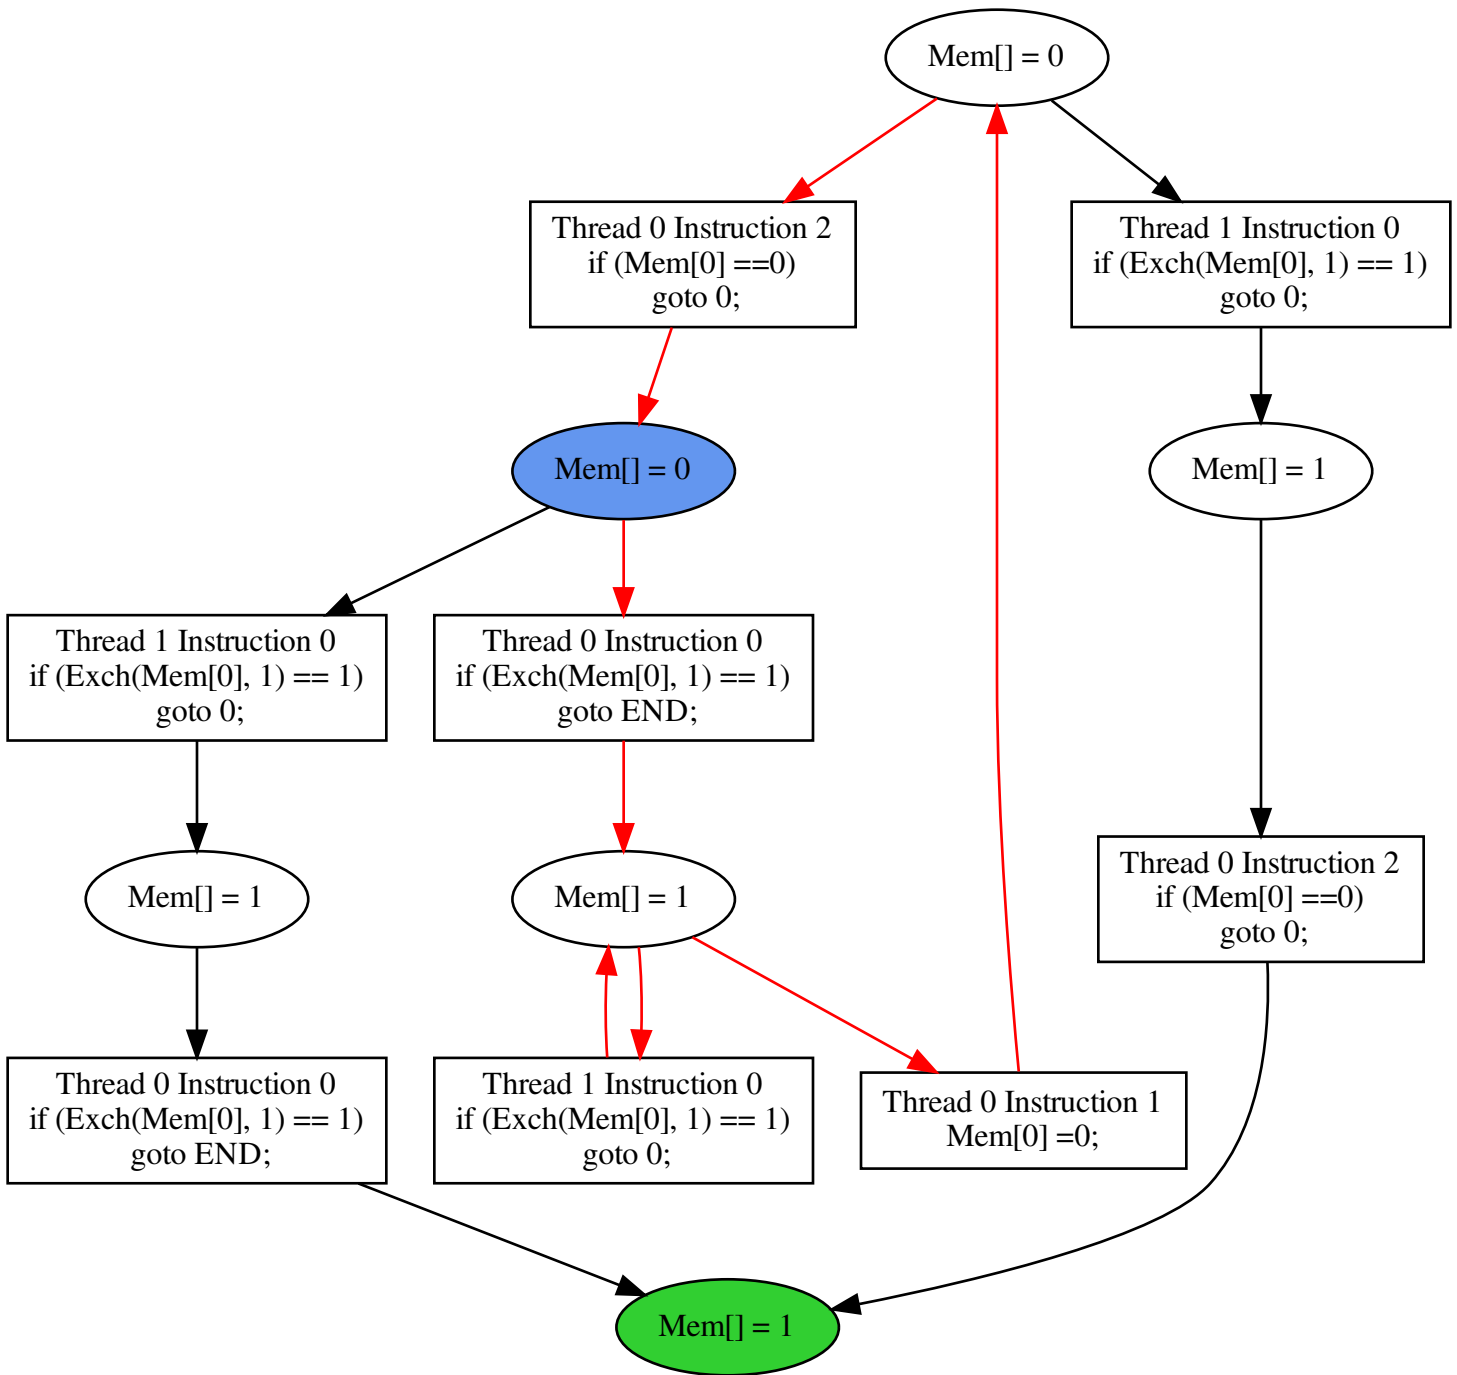 Mem[] = 0
Thread 0 Instruction 2
if (Mem[0] ==0)
goto 0;
Thread 1 Instruction 0
if (Exch(Mem[0], 1) == 1)
goto 0;
Mem[] = 0
Mem[] = 1
Thread 1 Instruction 0
if (Exch(Mem[0], 1) == 1)
goto 0;
Thread 0 Instruction 0
if (Exch(Mem[0], 1) == 1)
goto END;
Mem[] = 1
Mem[] = 1
Thread 0 Instruction 2
if (Mem[0] ==0)
goto 0;
Thread 0 Instruction 0
if (Exch(Mem[0], 1) == 1)
goto END;
Thread 1 Instruction 0
if (Exch(Mem[0], 1) == 1)
goto 0;
Thread 0 Instruction 1
Mem[0] =0;
Mem[] = 1